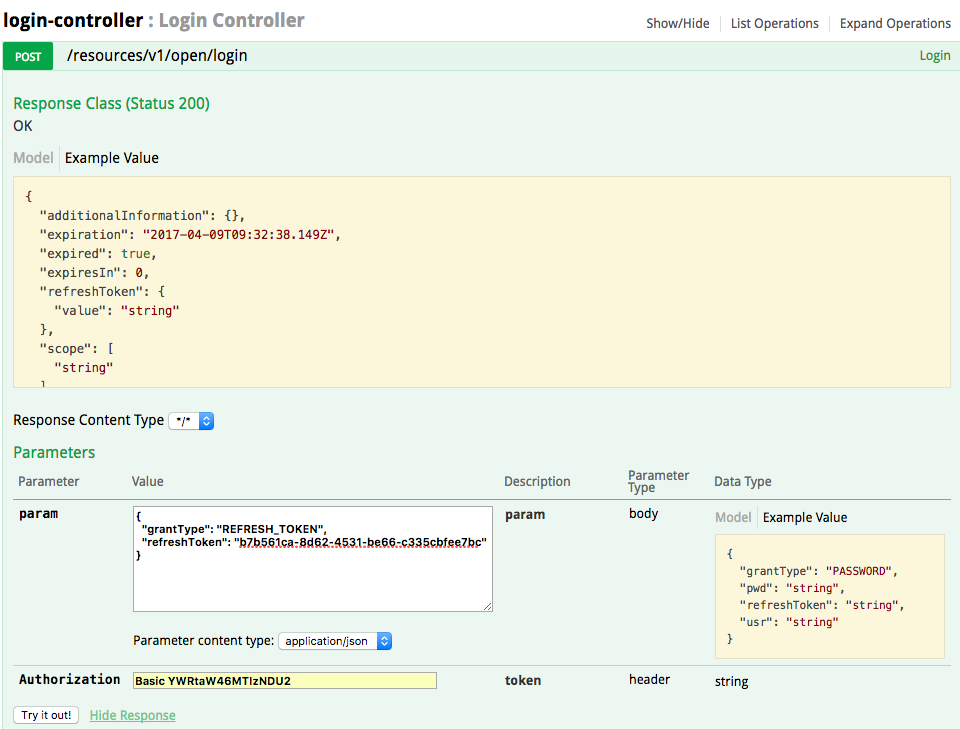 login-controller : Login Controller
Show/Hide
List Operations
Expand Operations
POST
/resources/v1/open/login
Login
Response Class (Status 200)
OK
Model
Example Value
{
"additionalInformation": {},
"expiration": "2017-04-09T09:32:38.149Z",
"expired": true,
"expiresIn": 0,
"refreshToken": {
"value": "string"
},
"scope": [
"string"
]
Response Content Type */*
Parameters
Parameter
Value
Description
Parameter Type
Data Type
param
{
"grantType": "REFRESH_TOKEN",
"refreshToken": "b7b561ca-8d62-4531-be66-c335cbfee7bc"
}
Parameter content type: application/json
param
body
Model
Example Value
{
"grantType": "PASSWORD",
"pwd": "string",
"refreshToken": "string",
"usr": "string"
}
Authorization
Basic YWRtaW46MTIzNDU2
token
header
string
Try it out!
Hide Response